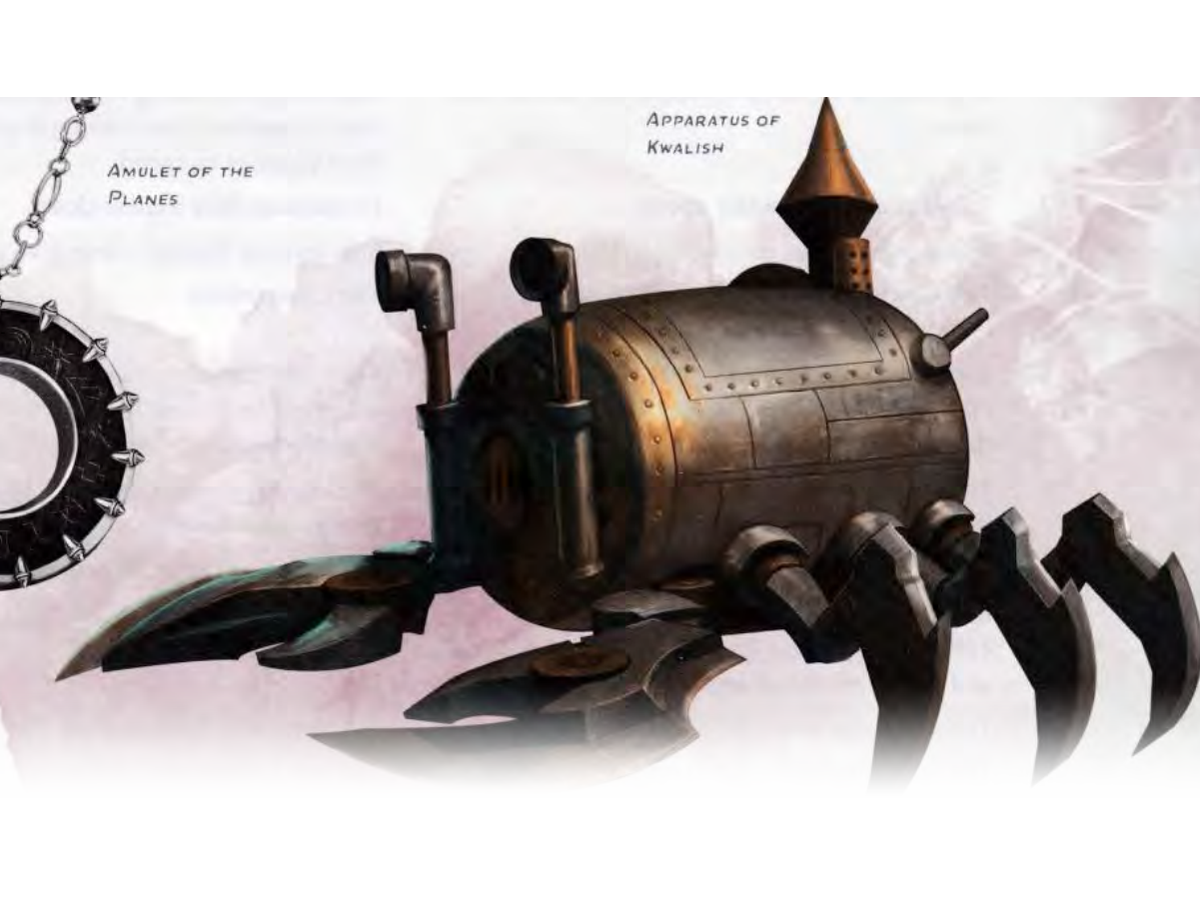 AMULET OF THE
PLANES
APPARATUS OF
KWALISH